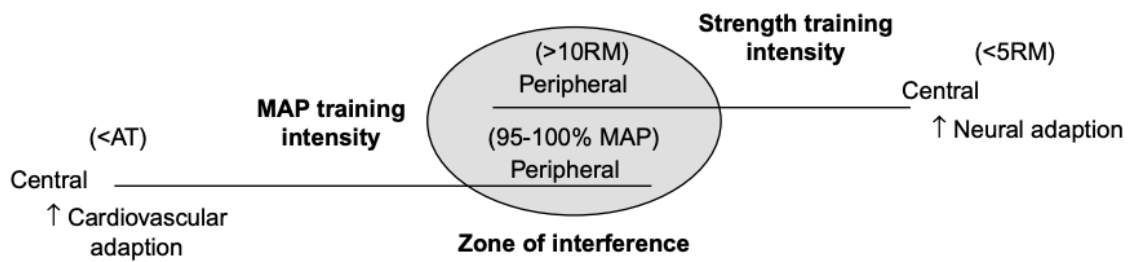 Strength training
intensity
(>10RM)
(<5RM)
Peripheral
Central
MAP training
intensity
(<AT)
(95-100% MAP)
↑ Neural adaption
Peripheral
Central
↑ Cardiovascular
adaption
Zone of interference